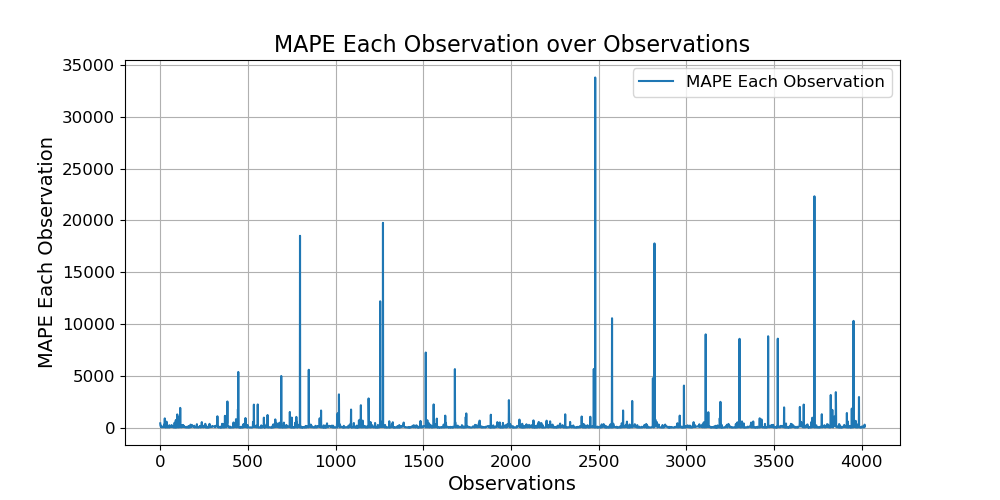 MAPE Each Observation over Observations
MAPE Each Observation
35000
30000
25000
20000
15000
10000
5000
0
MAPE Each Observation
0 500 1000 1500 2000 2500 3000 3500 4000
Observations